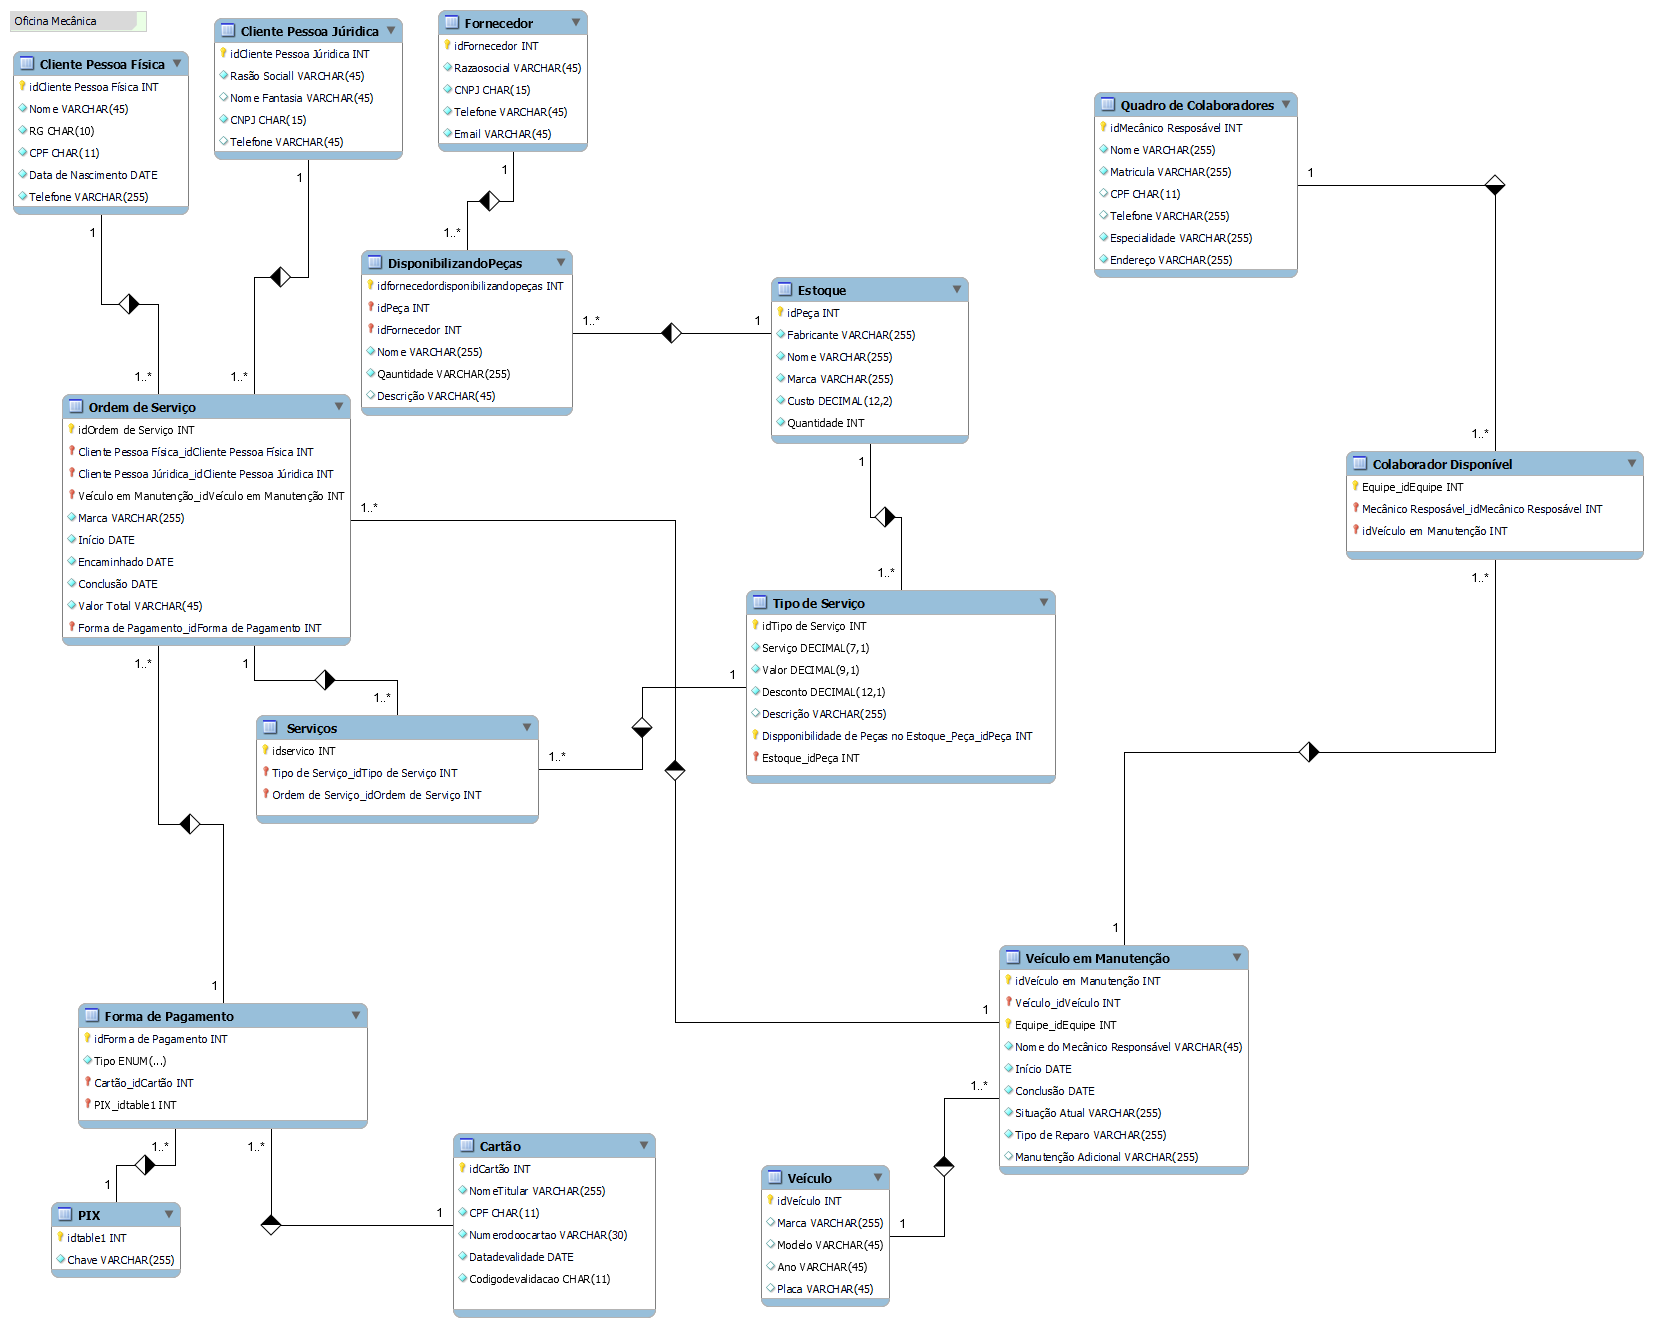 Oficina Mecânica
Cliente Pessoa Física
idCliente Pessoa Física INT
Nome VARCHAR(45)
RG CHAR(10)
CPF CHAR(11)
Data de Nascimento DATE
Telefone VARCHAR(255)
1
1..*
Cliente Pessoa Júridica
idCliente Pessoa Júridica INT
Rasão Sociall VARCHAR(45)
Nome Fantasia VARCHAR(45)
CNPJ CHAR(15)
Telefone VARCHAR(45)
1
1..*
Fornecedor
idFornecedor INT
Razaosocial VARCHAR(45)
CNPJ CHAR(15)
Telefone VARCHAR(45)
Email VARCHAR(45)
1
1..*
DisponibilizandoPeças
idfornecedordisponibilizandopeças INT
idPeça INT
idFornecedor INT
Nome VARCHAR(255)
Qauntidade VARCHAR(255)
Descrição VARCHAR(45)
1..*
1
Estoque
idPeça INT
Fabricante VARCHAR(255)
Nome VARCHAR(255)
Marca VARCHAR(255)
Custo DECIMAL(12,2)
Quantidade INT
1
1..*
Quadro de Colaboradores
idMecânico Resposável INT
Nome VARCHAR(255)
Matricula VARCHAR(255)
CPF CHAR(11)
Telefone VARCHAR(255)
Especialidade VARCHAR(255)
Endereço VARCHAR(255)
1
1..*
Colaborador Disponível
Equipe_idEquipe INT
Mecânico Resposável_idMecânico Resposável INT
idVeículo em Manutenção INT
1..*
1
Ordem de Serviço
idOrdem de Serviço INT
Cliente Pessoa Física_idCliente Pessoa Física INT
Cliente Pessoa Júridica_idCliente Pessoa Júridica INT
Veículo em Manutenção_idVeículo em Manutenção INT
Marca VARCHAR(255)
Início DATE
Encaminhado DATE
Conclusão DATE
Valor Total VARCHAR(45)
Forma de Pagamento_idForma de Pagamento INT
1..*
1..*
1
1..*
Tipo de Serviço
idTipo de Serviço INT
Serviço DECIMAL(7,1)
Valor DECIMAL(9,1)
Desconto DECIMAL(12,1)
Descrição VARCHAR(255)
Dispponibilidade de Peças no Estoque_Peça_idPeça INT
Estoque_idPeça INT
1
1..*
Serviços
idservico INT
Tipo de Serviço_idTipo de Serviço INT
Ordem de Serviço_idOrdem de Serviço INT
1
Forma de Pagamento
idForma de Pagamento INT
Tipo ENUM(...)
Cartão_idCartão INT
PIX_idtable1 INT
1..*
1..*
1
1
PIX
idtable1 INT
Chave VARCHAR(255)
Cartão
idCartão INT
NomeTitular VARCHAR(255)
CPF CHAR(11)
Numerodoocartao VARCHAR(30)
Datadevalidade DATE
Codigodevalidacao CHAR(11)
1
Veículo em Manutenção
idVeículo em Manutenção INT
Veículo_idVeículo INT
Equipe_idEquipe INT
Nome do Mecânico Responsável VARCHAR(45)
Início DATE
Conclusão DATE
Situação Atual VARCHAR(255)
Tipo de Reparo VARCHAR(255)
Manutenção Adicional VARCHAR(255)
1..*
1
Veículo
idVeículo INT
Marca VARCHAR(255)
Modelo VARCHAR(45)
Ano VARCHAR(45)
Placa VARCHAR(45)